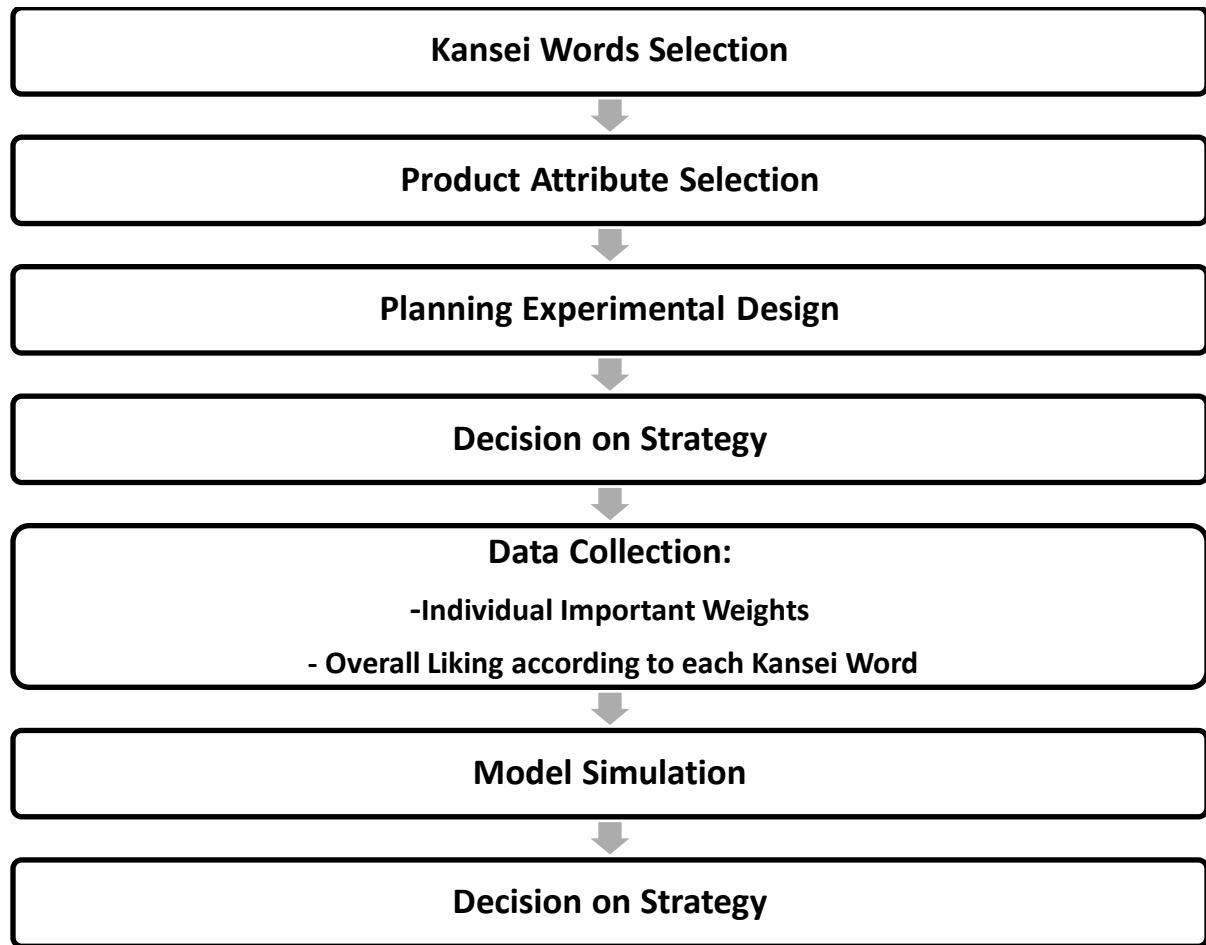 Kansei Words Selection
Product Attribute Selection
Planning Experimental Design
Decision on Strategy
Data Collection:
-Individual Important Weights
- Overall Liking according to each Kansei Word
Model Simulation
Decision on Strategy